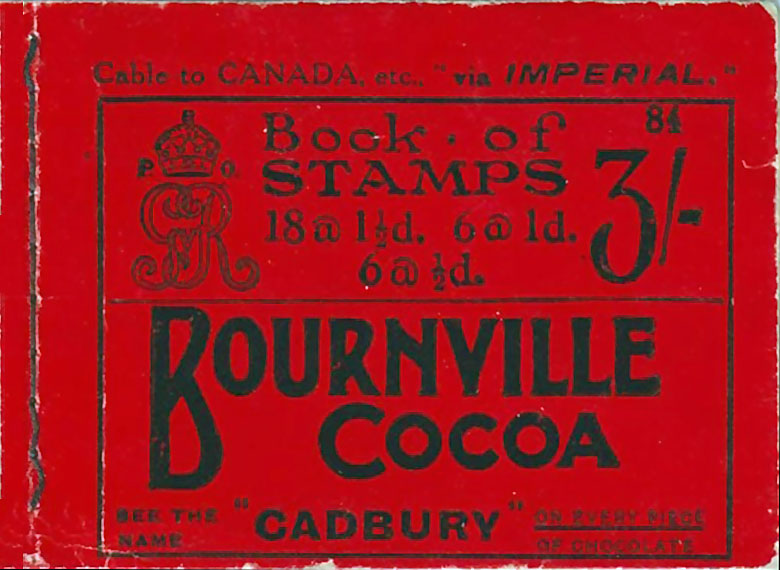 Cable to CANADA, etc., "via IMPERIAL."
84
P. O.
GR
Book · of
STAMPS
3/-
18 @ 1½d. 6 @ 1d.
6 @ ½d.
BOURNVILLE
COCOA
SEE THE NAME "CADBURY" ON EVERY PIECE OF CHOCOLATE